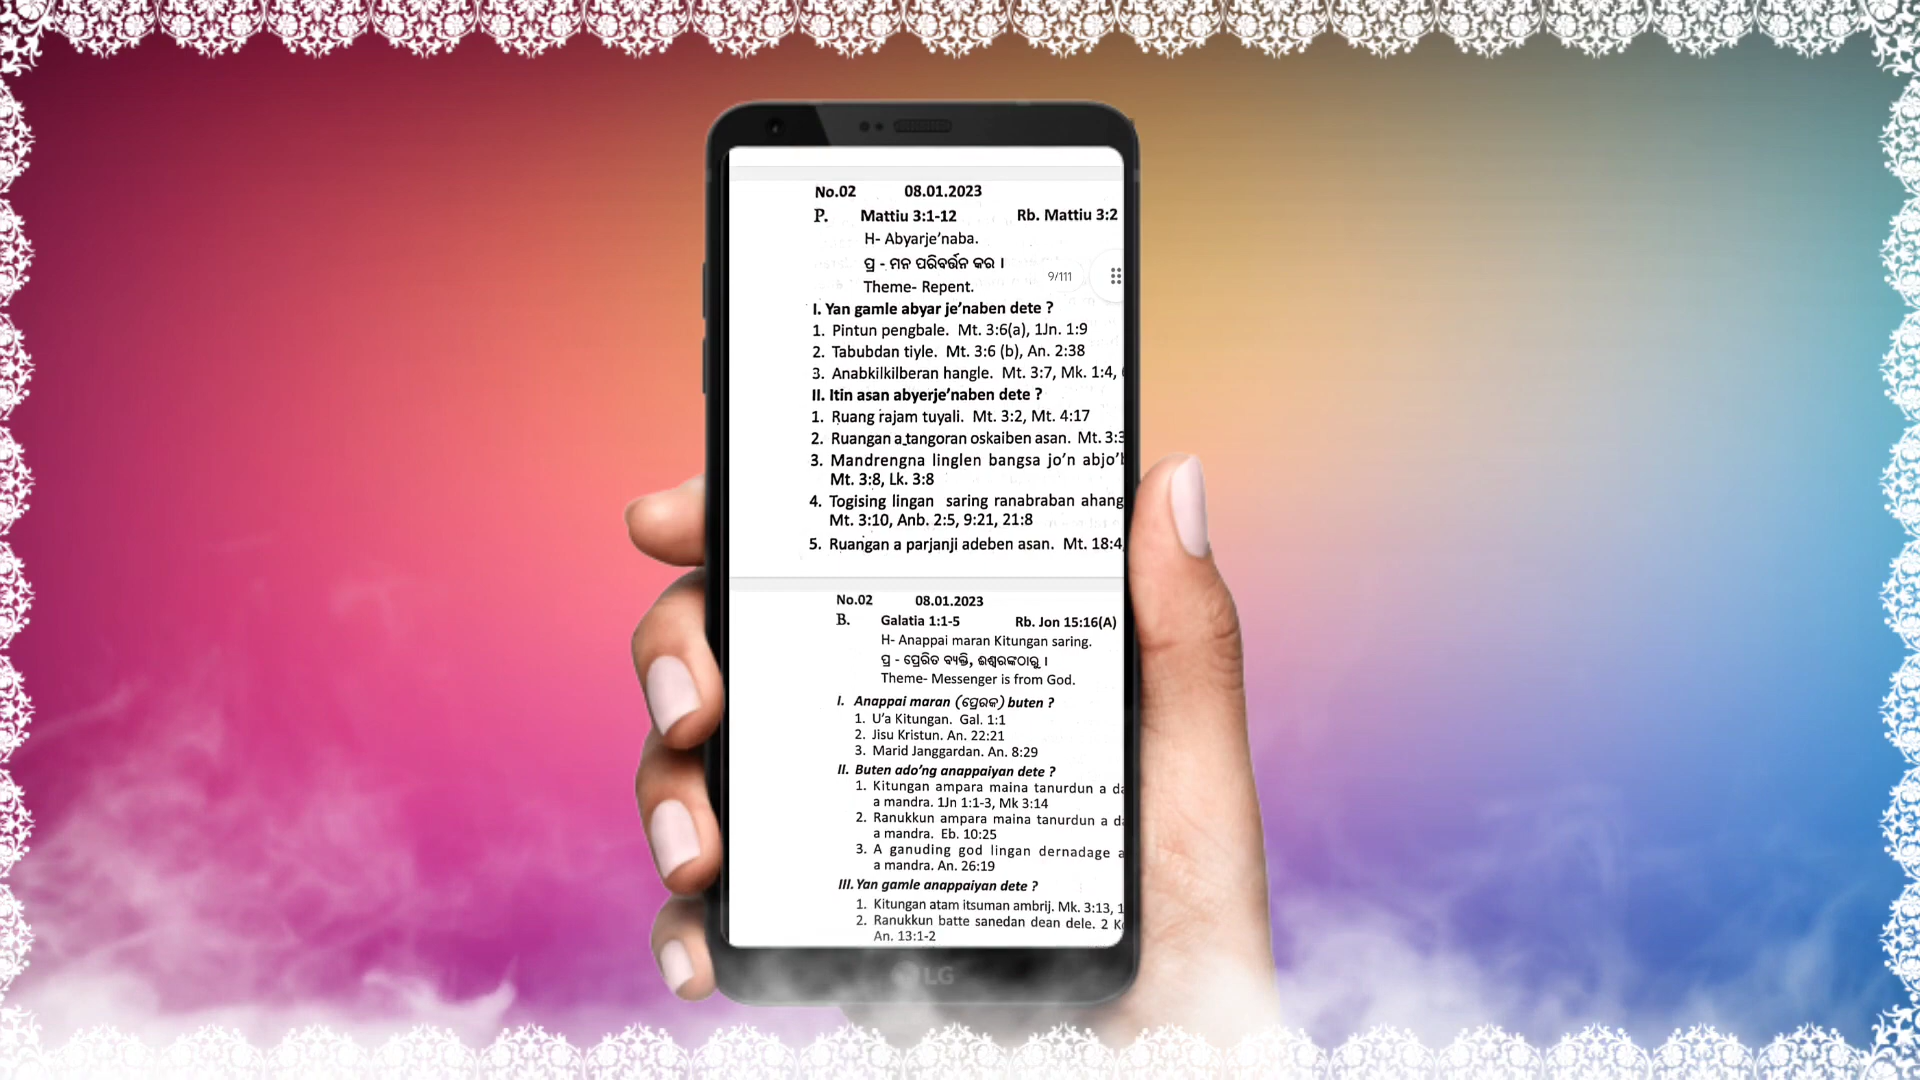 No.02 08.01.2023
P. Mattiu 3:1-12 Rb. Mattiu 3:2
H- Abyarje’naba.
ପ୍ର - ମନ ପରିବର୍ତ୍ତନ କର ।
9/111
Theme- Repent.
I. Yan gamle abyar je’naben dete ?
1. Pintun pengbale. Mt. 3:6(a), 1Jn. 1:9
2. Tabubdan tiyle. Mt. 3:6 (b), An. 2:38
3. Anabkilkilberan hangle. Mt. 3:7, Mk. 1:4,
II. Itin asan abyerje’naben dete ?
1. Ruang rajam tuyali. Mt. 3:2, Mt. 4:17
2. Ruangan a tangoran oskaiben asan. Mt. 3:3
3. Mandrengna linglen bangsa jo’n
Mt. 3:8, Lk. 3:8
4. Togising lingan saring ranabraban ahang
Mt. 3:10, Anb. 2:5, 9:21, 21:8
5. Ruangan a parjanji adeben asan. Mt. 18:4,
No.02 08.01.2023
B. Galatia 1:1-5 Rb. Jon 15:16(A)
H- Anappai maran Kitungan saring.
ପ୍ର - ପ୍ରେରିତ ବ୍ୟକ୍ତି, ଈଶ୍ୱରଙ୍କଠାରୁ ।
Theme- Messenger is from God.
I. Anappai maran (ପ୍ରେରକ) buten ?
1. U’a Kitungan. Gal. 1:1
2. Jisu Kristun. An. 22:21
3. Marid Janggardan. An. 8:29
II. Buten ado’ng anappaiyan dete ?
1. Kitungan ampara maina tanurdun a
a mandra. 1Jn 1:1-3, Mk 3:14
2. Ranukkun ampara maina tanurdun a
a mandra. Eb. 10:25
3. A ganuding god lingan dernadage
a mandra. An. 26:19
III. Yan gamle anappaiyan dete ?
1. Kitungan atam itsuman ambrij. Mk. 3:13,
2. Ranukkun batte sanedan dean dele. 2
An. 13:1-2
LG